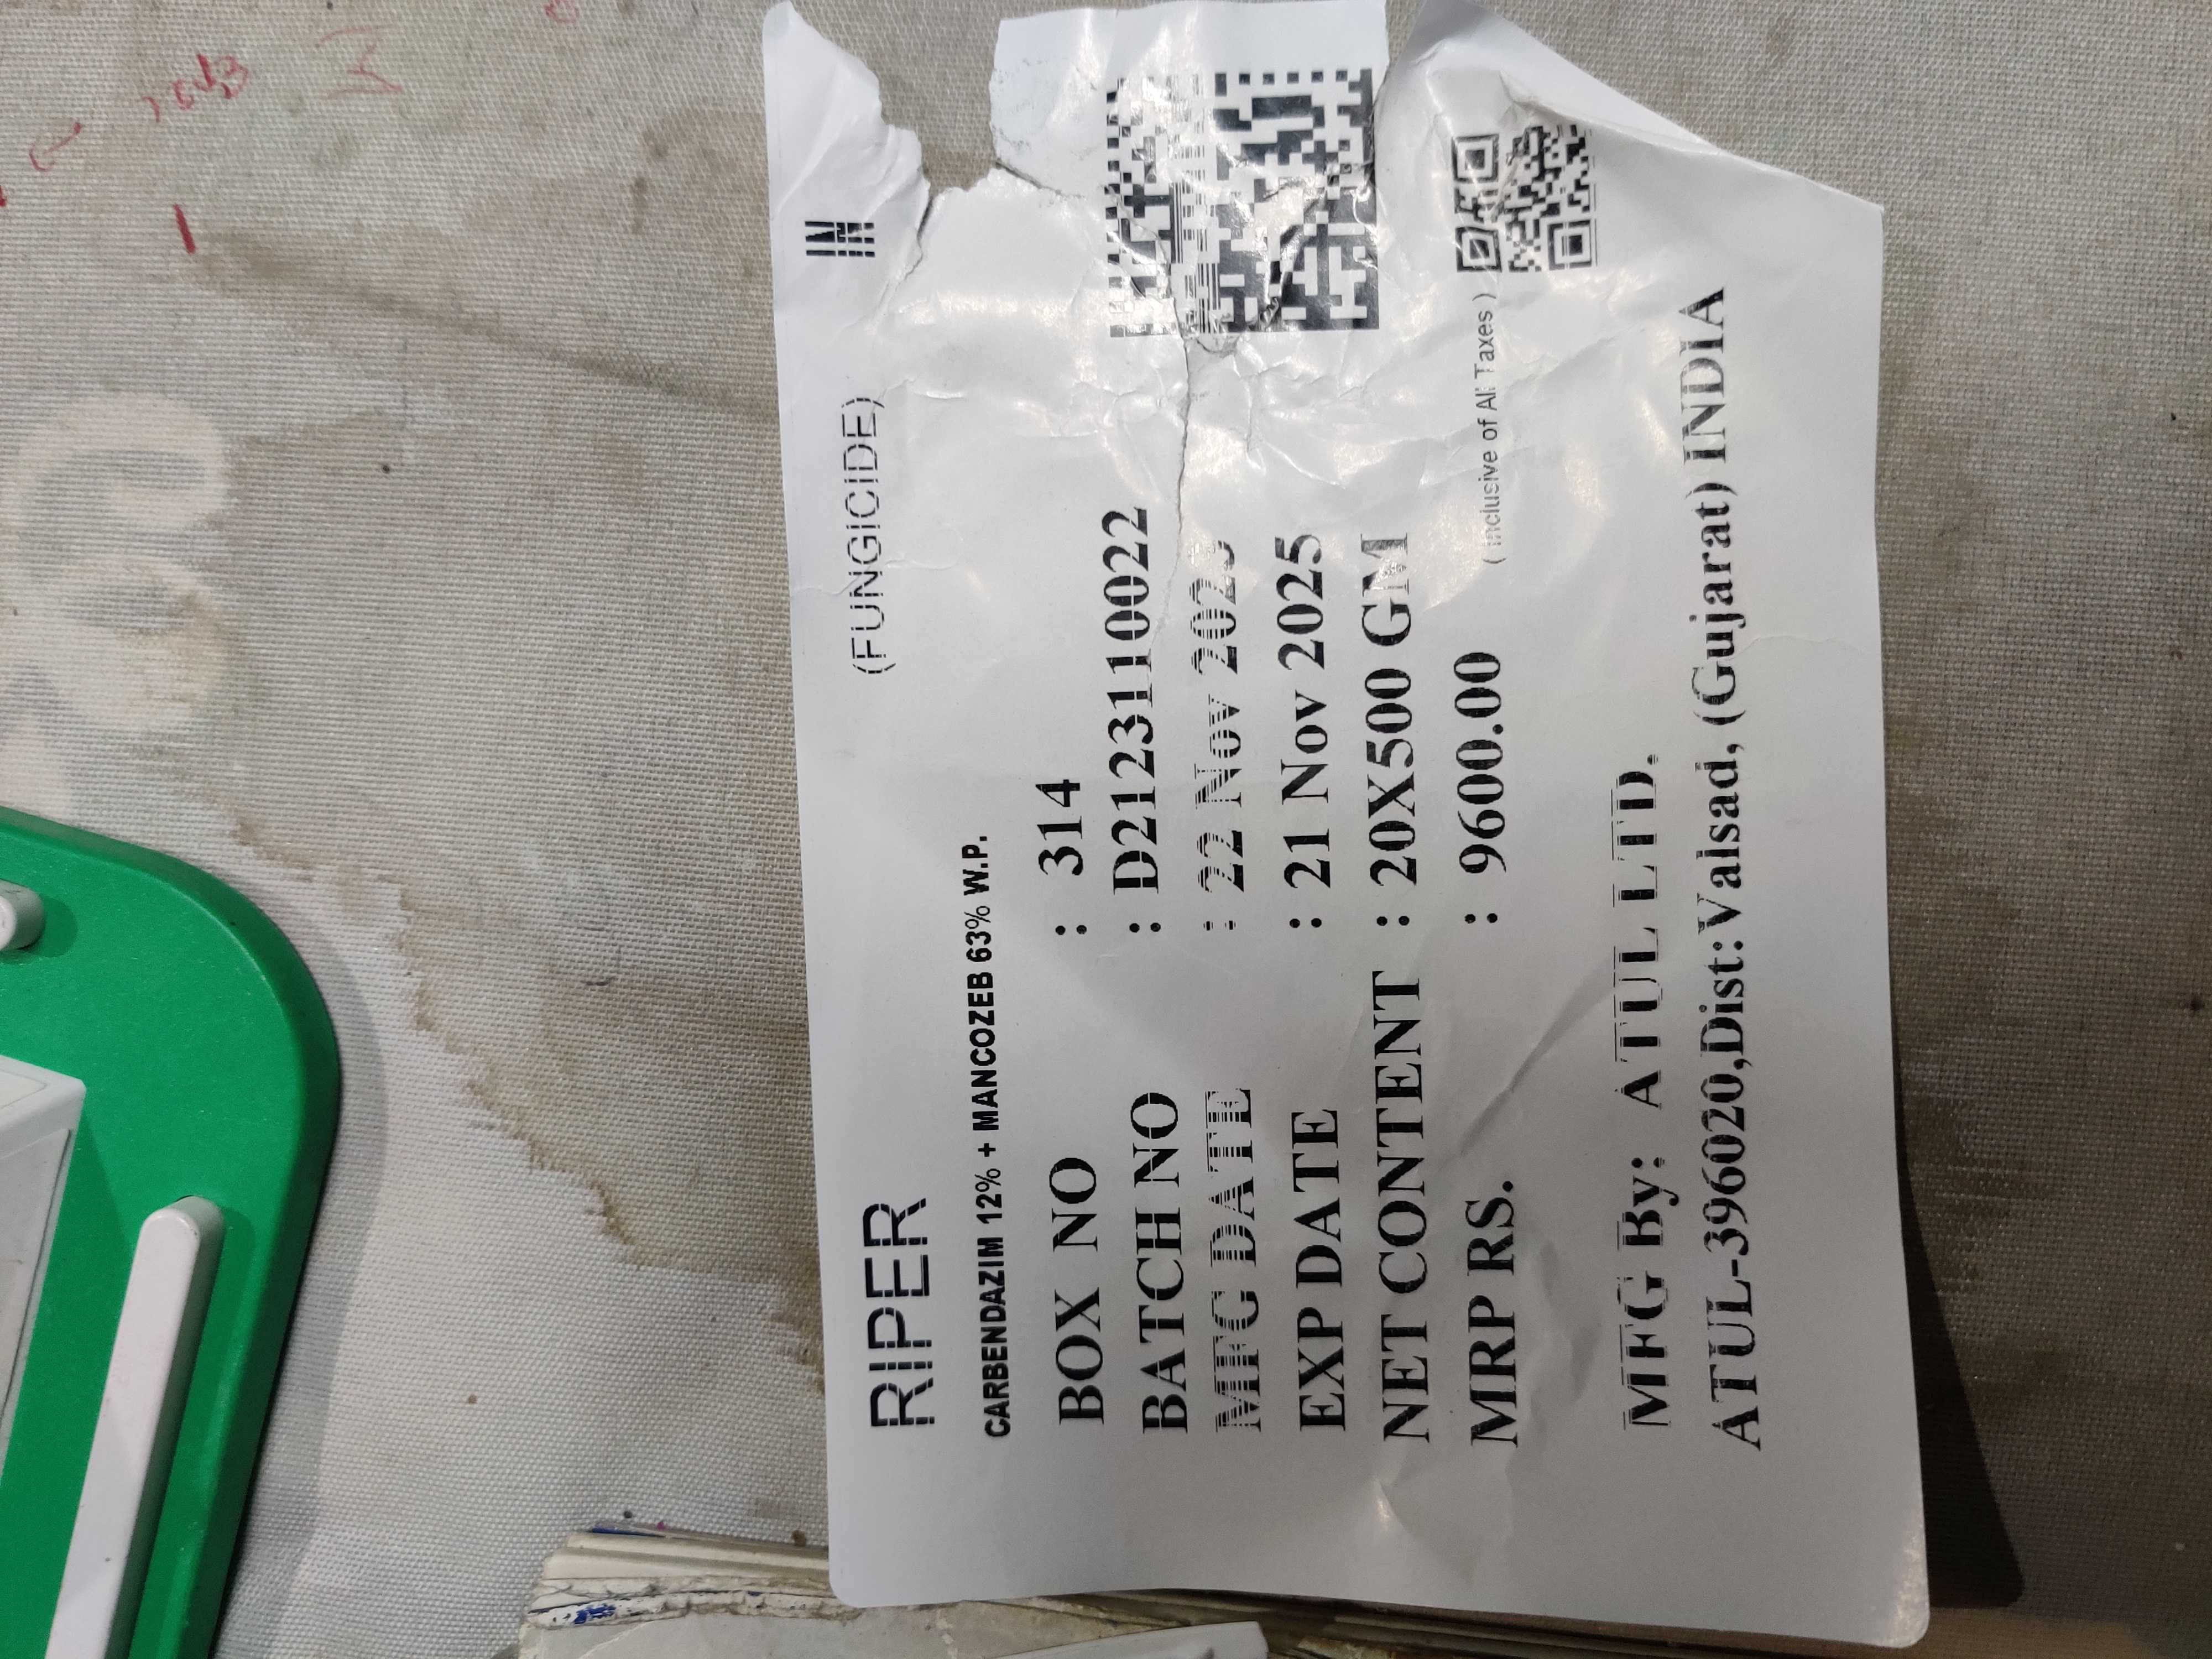 IN
RIPER (FUNGICIDE)
CARBENDAZIM 12% + MANCOZEB 63% W.P.
BOX NO : 314
BATCH NO : D2123110022
MFG DATE : 22 Nov
EXP DATE : 21 Nov 2025
NET CONTENT : 20X500 GM
MRP RS. : 9600.00 ( Inclusive of All Taxes )
MFG By: ATUL LTD.
ATUL-396020,Dist:Valsad, (Gujarat) INDIA